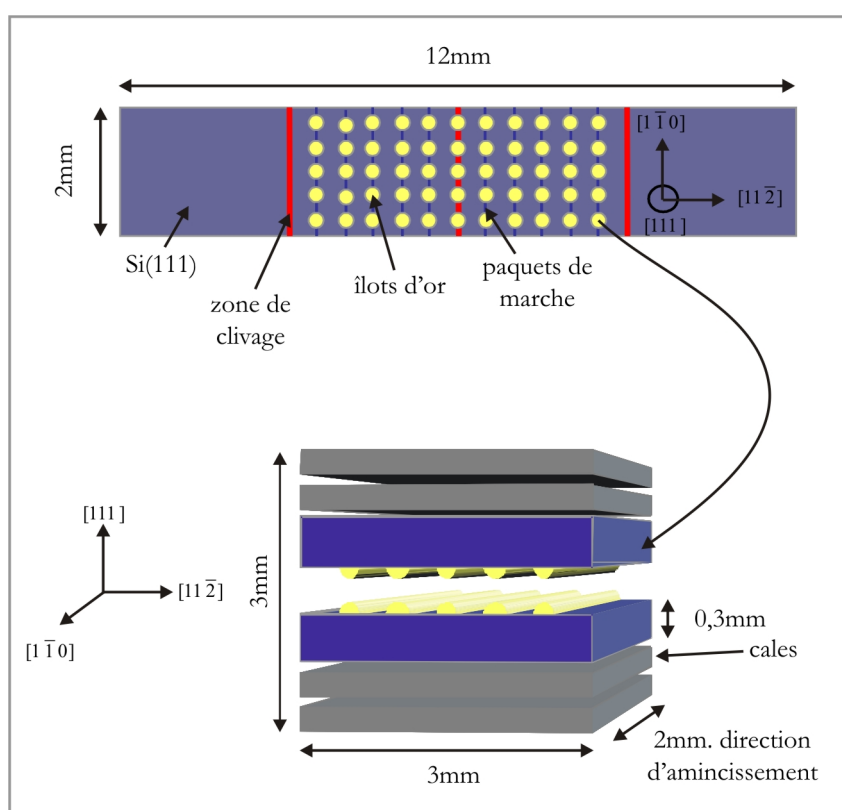 12mm
2mm
[1 1̄ 0]
[11 2̄]
[111]
Si(111)
zone de
clivage
îlots d'or
paquets de
marche
[111]
[11 2̄]
[1 1̄ 0]
3mm
0,3mm
cales
2mm. direction
d'amincissement
3mm